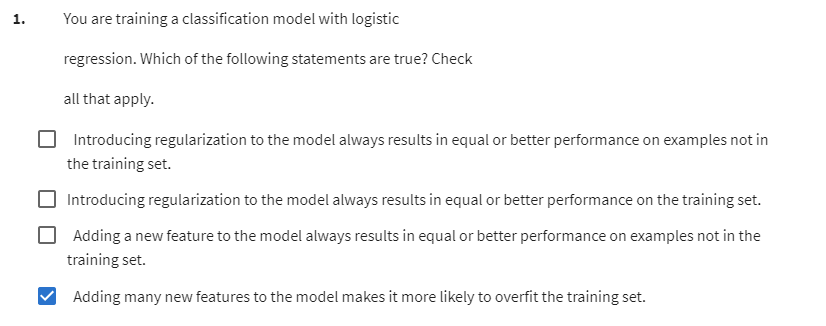 1. You are training a classification model with logistic
regression. Which of the following statements are true? Check
all that apply.
Introducing regularization to the model always results in equal or better performance on examples not in
the training set.
Introducing regularization to the model always results in equal or better performance on the training set.
Adding a new feature to the model always results in equal or better performance on examples not in the
training set.
Adding many new features to the model makes it more likely to overfit the training set.